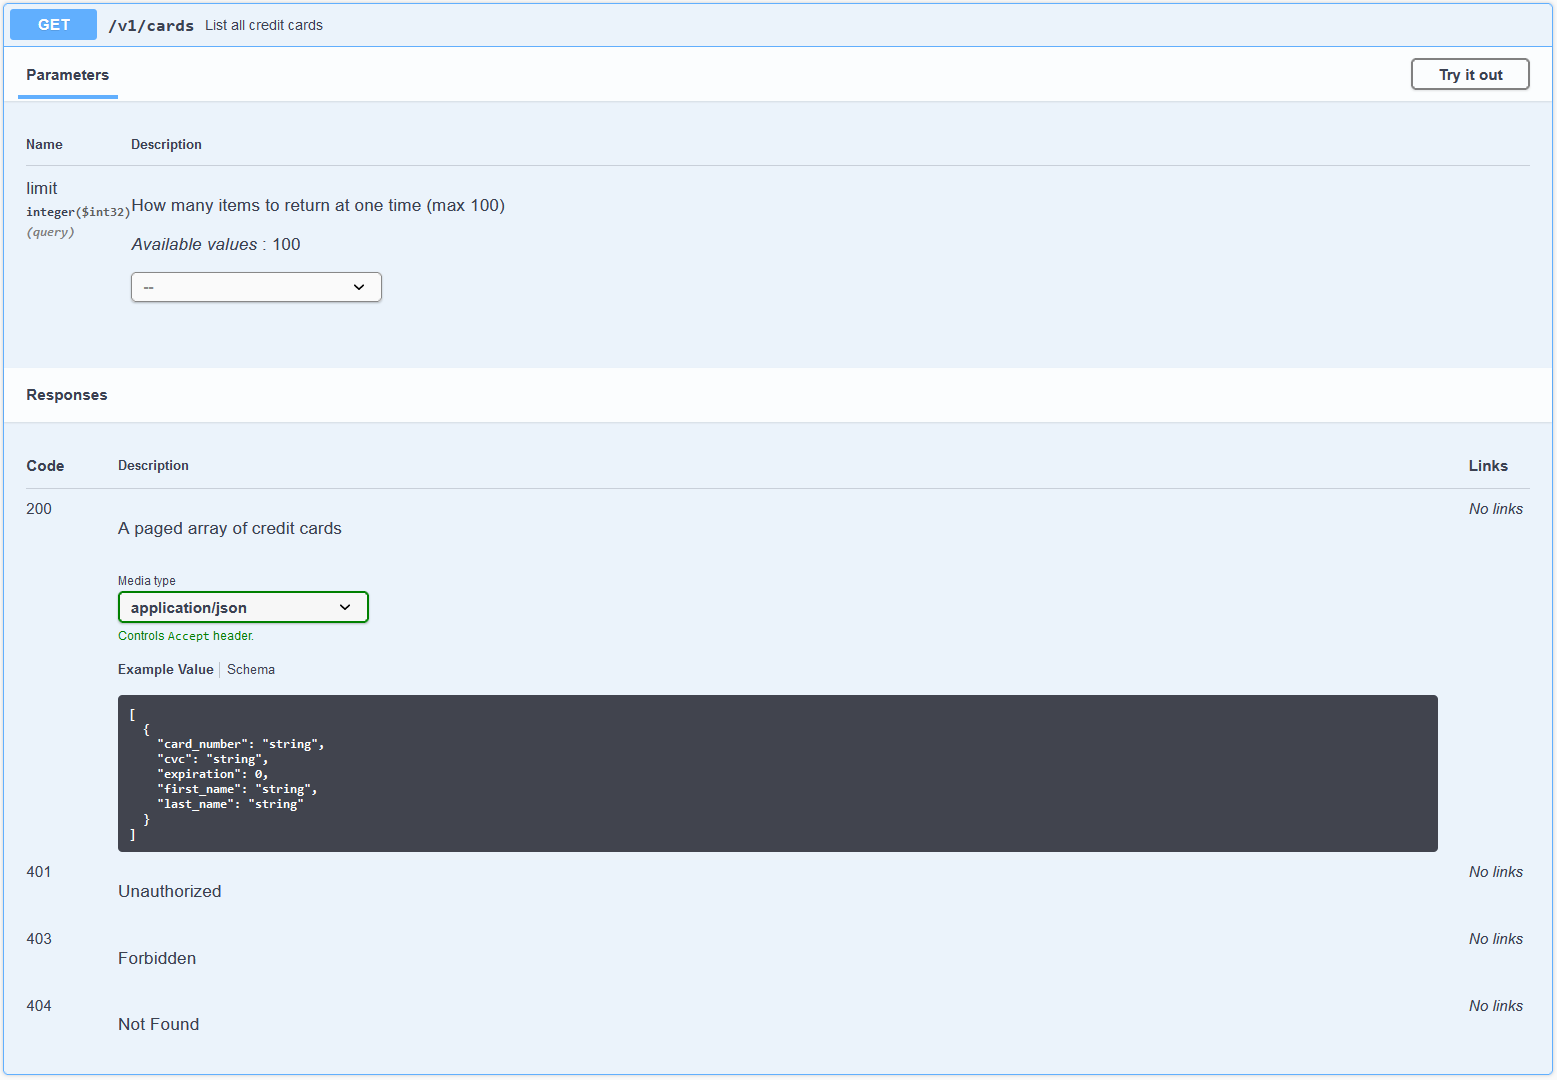 GET /v1/cards List all credit cards
Parameters
Try it out
Name Description
limit
integer($int32)
(query)
How many items to return at one time (max 100)
Available values : 100
--
Responses
Code Description Links
200 No links
A paged array of credit cards
Media type
application/json
Controls Accept header.
Example Value Schema
[
  {
    "card_number": "string",
    "cvc": "string",
    "expiration": 0,
    "first_name": "string",
    "last_name": "string"
  }
]
401 No links
Unauthorized
403 No links
Forbidden
404 No links
Not Found